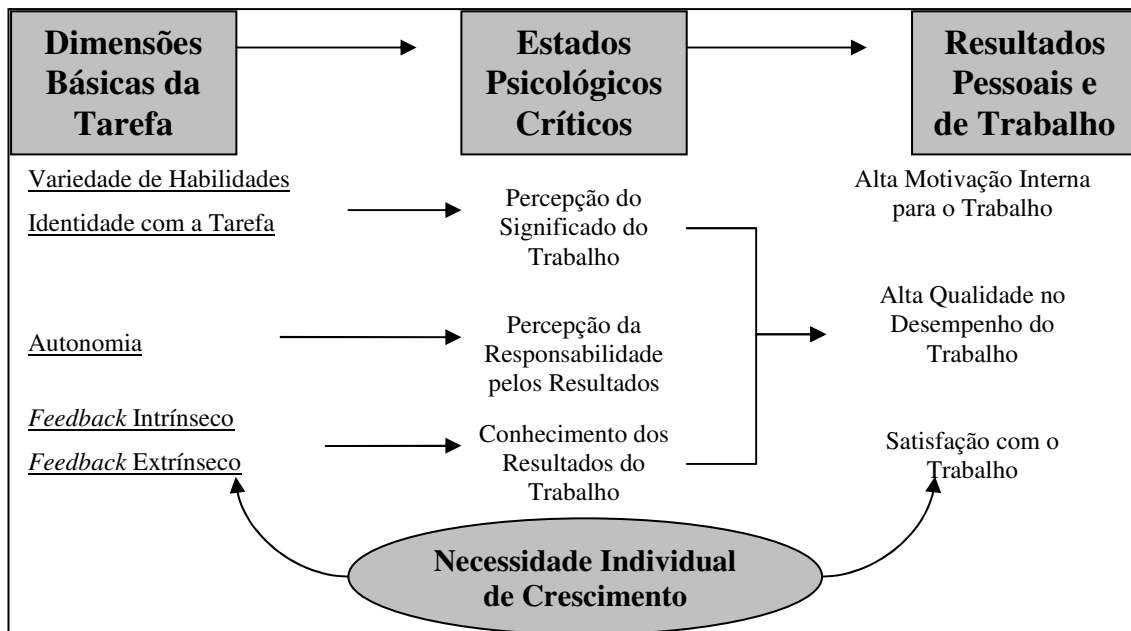 Dimensões
Básicas da
Tarefa
Estados
Psicológicos
Críticos
Resultados
Pessoais e
de Trabalho
Variedade de Habilidades
Identidade com a Tarefa
Percepção do
Significado do
Trabalho
Alta Motivação Interna
para o Trabalho
Autonomia
Percepção da
Responsabilidade
pelos Resultados
Alta Qualidade no
Desempenho do
Trabalho
Feedback Intrínseco
Feedback Extrínseco
Conhecimento dos
Resultados do
Trabalho
Satisfação com o
Trabalho
Necessidade Individual
de Crescimento